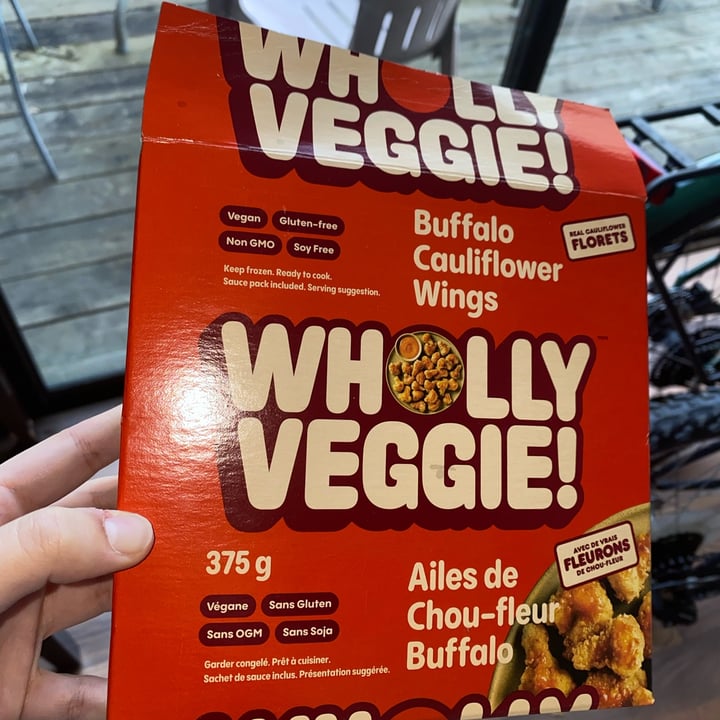 WHOLLY
VEGGIE!
Vegan Gluten-free
Non GMO Soy Free
Keep frozen. Ready to cook.
Sauce pack included. Serving suggestion.
Buffalo
Cauliflower
Wings
REAL CAULIFLOWER
FLORETS
WHOLLY
VEGGIE!
375 g
Végane Sans Gluten
Sans OGM Sans Soja
Garder congelé. Prêt à cuisiner.
Sachet de sauce inclus. Présentation suggérée.
Ailes de
Chou-fleur
Buffalo
AVEC DE VRAIS
FLEURONS
DE CHOU-FLEUR
WHOLLY